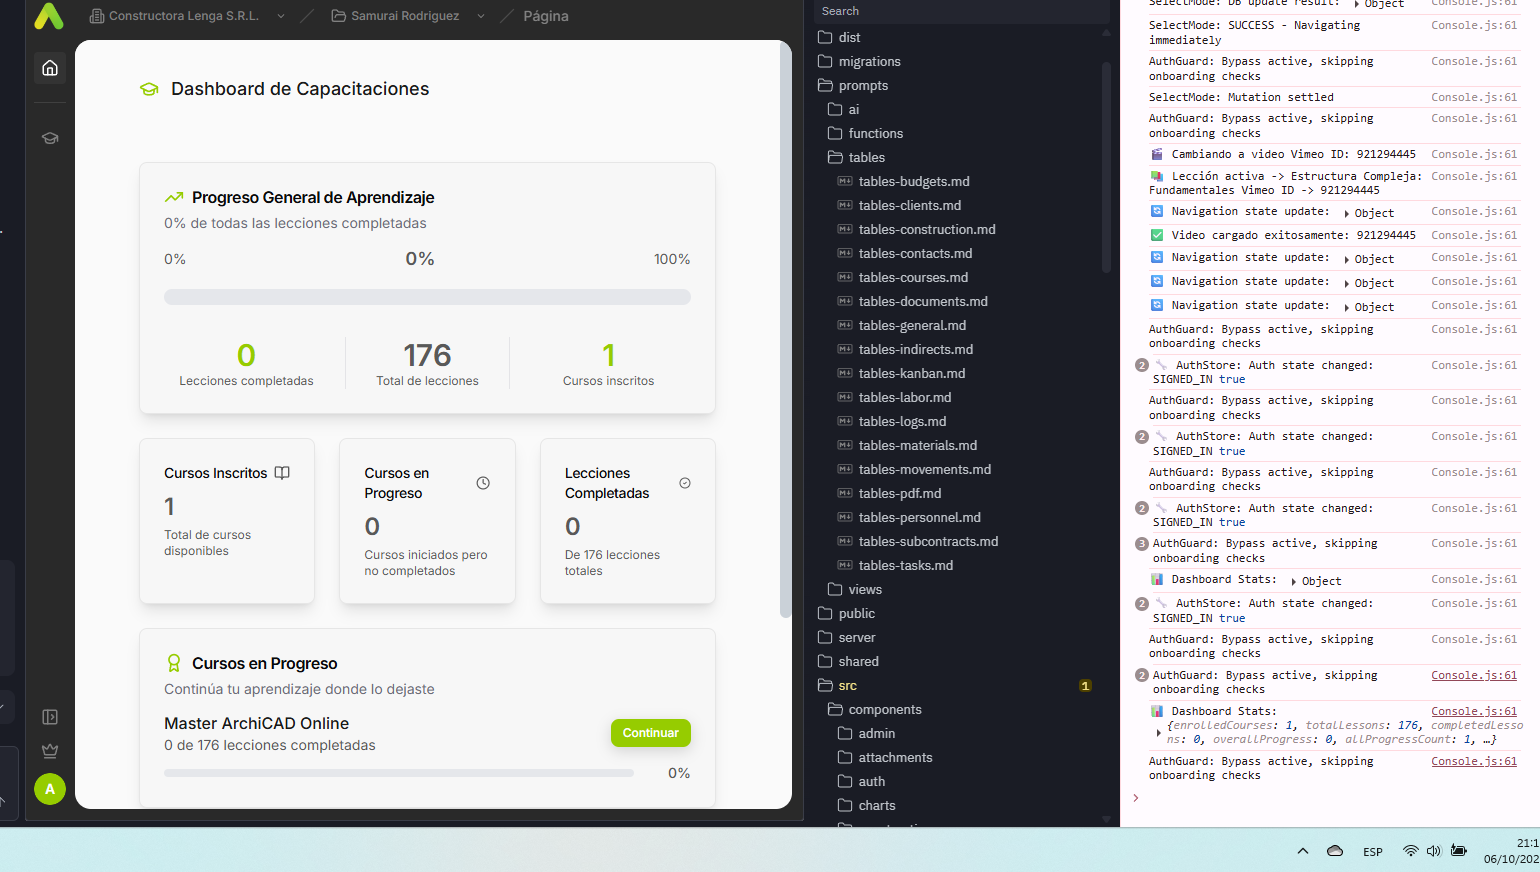 Constructora Lenga S.R.L.
Samurai Rodriguez
Página
Dashboard de Capacitaciones
Progreso General de Aprendizaje
0% de todas las lecciones completadas
0%
0%
100%
0
176
1
Lecciones completadas
Total de lecciones
Cursos inscritos
Cursos Inscritos
1
Total de cursos
disponibles
Cursos en
Progreso
0
Cursos iniciados pero
no completados
Lecciones
Completadas
0
De 176 lecciones
totales
Cursos en Progreso
Continúa tu aprendizaje donde lo dejaste
Master ArchiCAD Online
0 de 176 lecciones completadas
Continuar
0%
A
Search
dist
migrations
prompts
ai
functions
tables
tables-budgets.md
tables-clients.md
tables-construction.md
tables-contacts.md
tables-courses.md
tables-documents.md
tables-general.md
tables-indirects.md
tables-kanban.md
tables-labor.md
tables-logs.md
tables-materials.md
tables-movements.md
tables-pdf.md
tables-personnel.md
tables-subcontracts.md
tables-tasks.md
views
public
server
shared
src
1
components
admin
attachments
auth
charts
SelectMode: DB update result: Object Console.js:61
SelectMode: SUCCESS - Navigating Console.js:61
immediately
AuthGuard: Bypass active, skipping Console.js:61
onboarding checks
SelectMode: Mutation settled Console.js:61
AuthGuard: Bypass active, skipping Console.js:61
onboarding checks
Cambiando a video Vimeo ID: 921294445 Console.js:61
Lección activa -> Estructura Compleja: Console.js:61
Fundamentales Vimeo ID -> 921294445
Navigation state update: Object Console.js:61
Video cargado exitosamente: 921294445 Console.js:61
Navigation state update: Object Console.js:61
Navigation state update: Object Console.js:61
Navigation state update: Object Console.js:61
AuthGuard: Bypass active, skipping Console.js:61
onboarding checks
2 AuthStore: Auth state changed: Console.js:61
SIGNED_IN true
AuthGuard: Bypass active, skipping Console.js:61
onboarding checks
2 AuthStore: Auth state changed: Console.js:61
SIGNED_IN true
AuthGuard: Bypass active, skipping Console.js:61
onboarding checks
2 AuthStore: Auth state changed: Console.js:61
SIGNED_IN true
3 AuthGuard: Bypass active, skipping Console.js:61
onboarding checks
Dashboard Stats: Object Console.js:61
2 AuthStore: Auth state changed: Console.js:61
SIGNED_IN true
AuthGuard: Bypass active, skipping Console.js:61
onboarding checks
2 AuthGuard: Bypass active, skipping Console.js:61
onboarding checks
Dashboard Stats: Console.js:61
{enrolledCourses: 1, totalLessons: 176, completedLesso
ns: 0, overallProgress: 0, allProgressCount: 1, …}
AuthGuard: Bypass active, skipping Console.js:61
onboarding checks
ESP
21:1
06/10/202